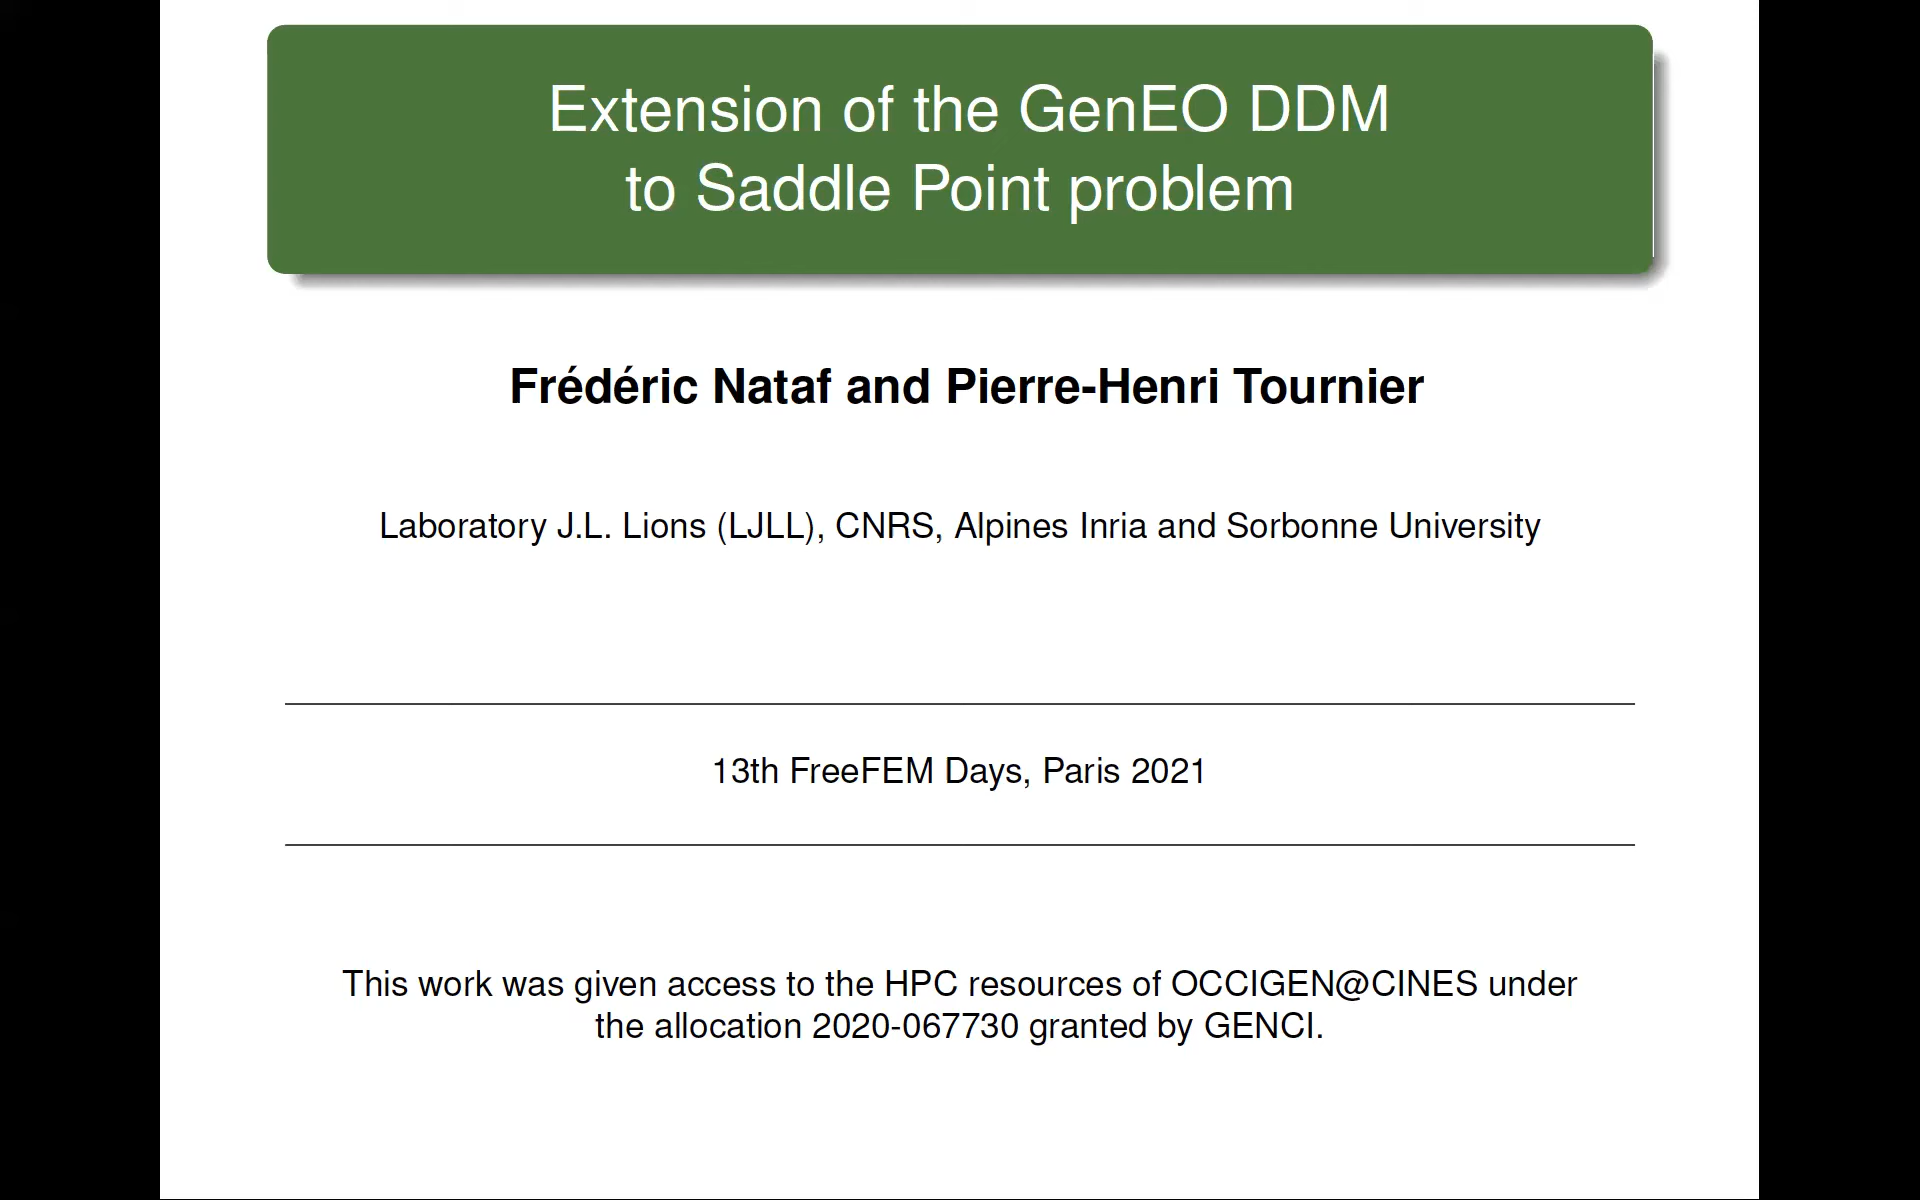 Extension of the GenEO DDM
to Saddle Point problem
Frédéric Nataf and Pierre-Henri Tournier
Laboratory J.L. Lions (LJLL), CNRS, Alpines Inria and Sorbonne University
13th FreeFEM Days, Paris 2021
This work was given access to the HPC resources of OCCIGEN@CINES under
the allocation 2020-067730 granted by GENCI.